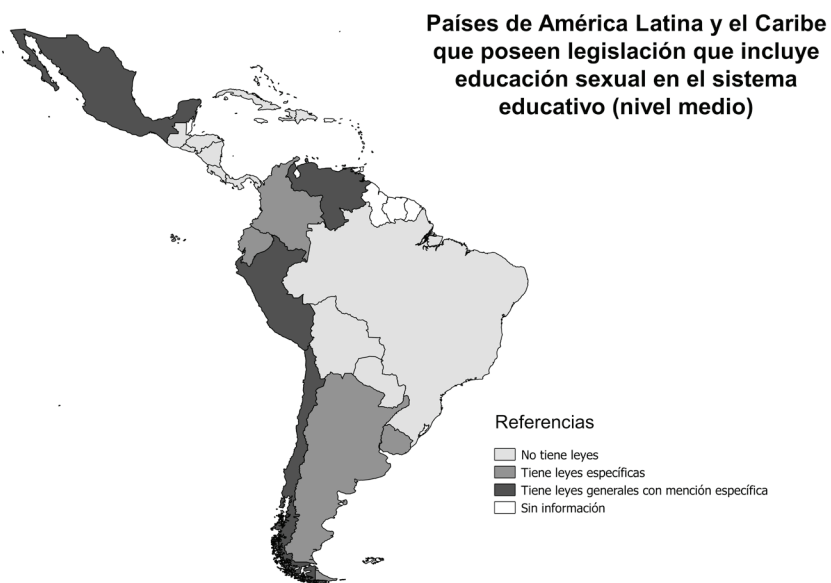 Países de América Latina y el Caribe
que poseen legislación que incluye
educación sexual en el sistema
educativo (nivel medio)
Referencias
No tiene leyes
Tiene leyes específicas
Tiene leyes generales con mención específica
Sin información